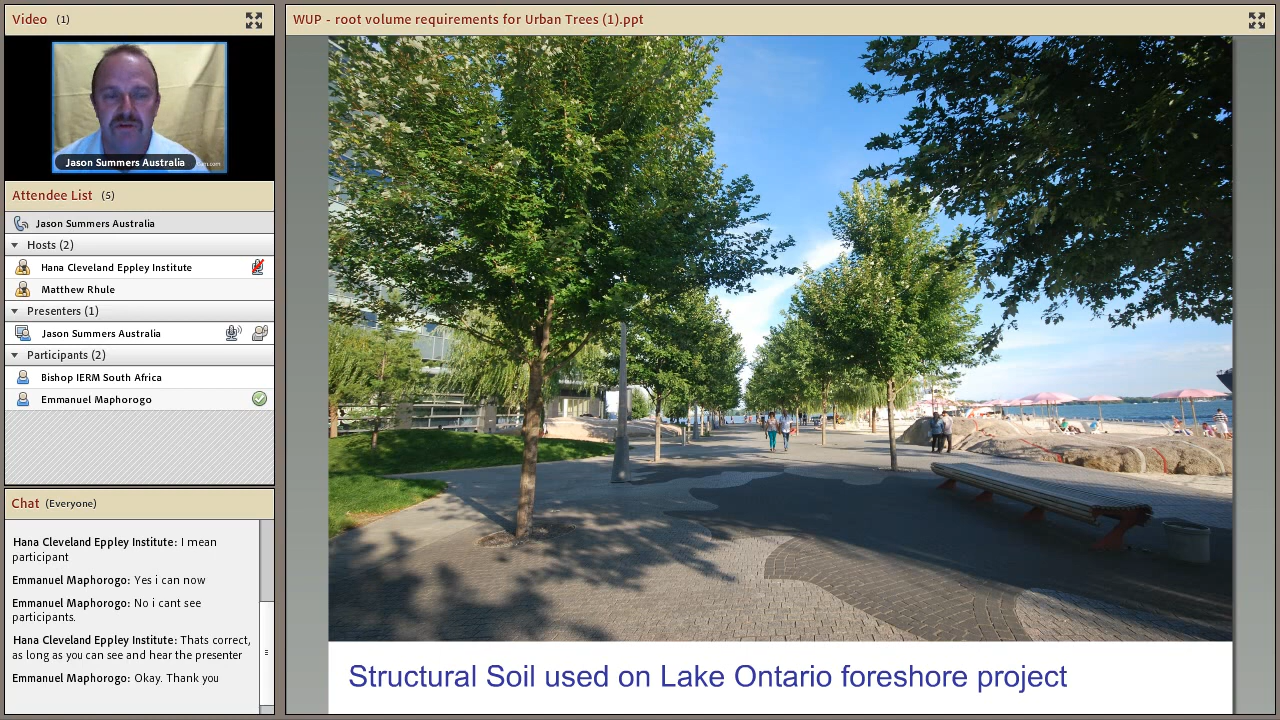 Video (1)
Jason Summers Australia
Attendee List (5)
Jason Summers Australia
Hosts (2)
Hana Cleveland Eppley Institute
Matthew Rhule
Presenters (1)
Jason Summers Australia
Participants (2)
Bishop IERM South Africa
Emmanuel Maphorogo
Chat (Everyone)
Hana Cleveland Eppley Institute: I mean
participant
Emmanuel Maphorogo: Yes i can now
Emmanuel Maphorogo: No i cant see
participants.
Hana Cleveland Eppley Institute: Thats correct,
as long as you can see and hear the presenter
Emmanuel Maphorogo: Okay. Thank you
WUP - root volume requirements for Urban Trees (1).ppt
Structural Soil used on Lake Ontario foreshore project